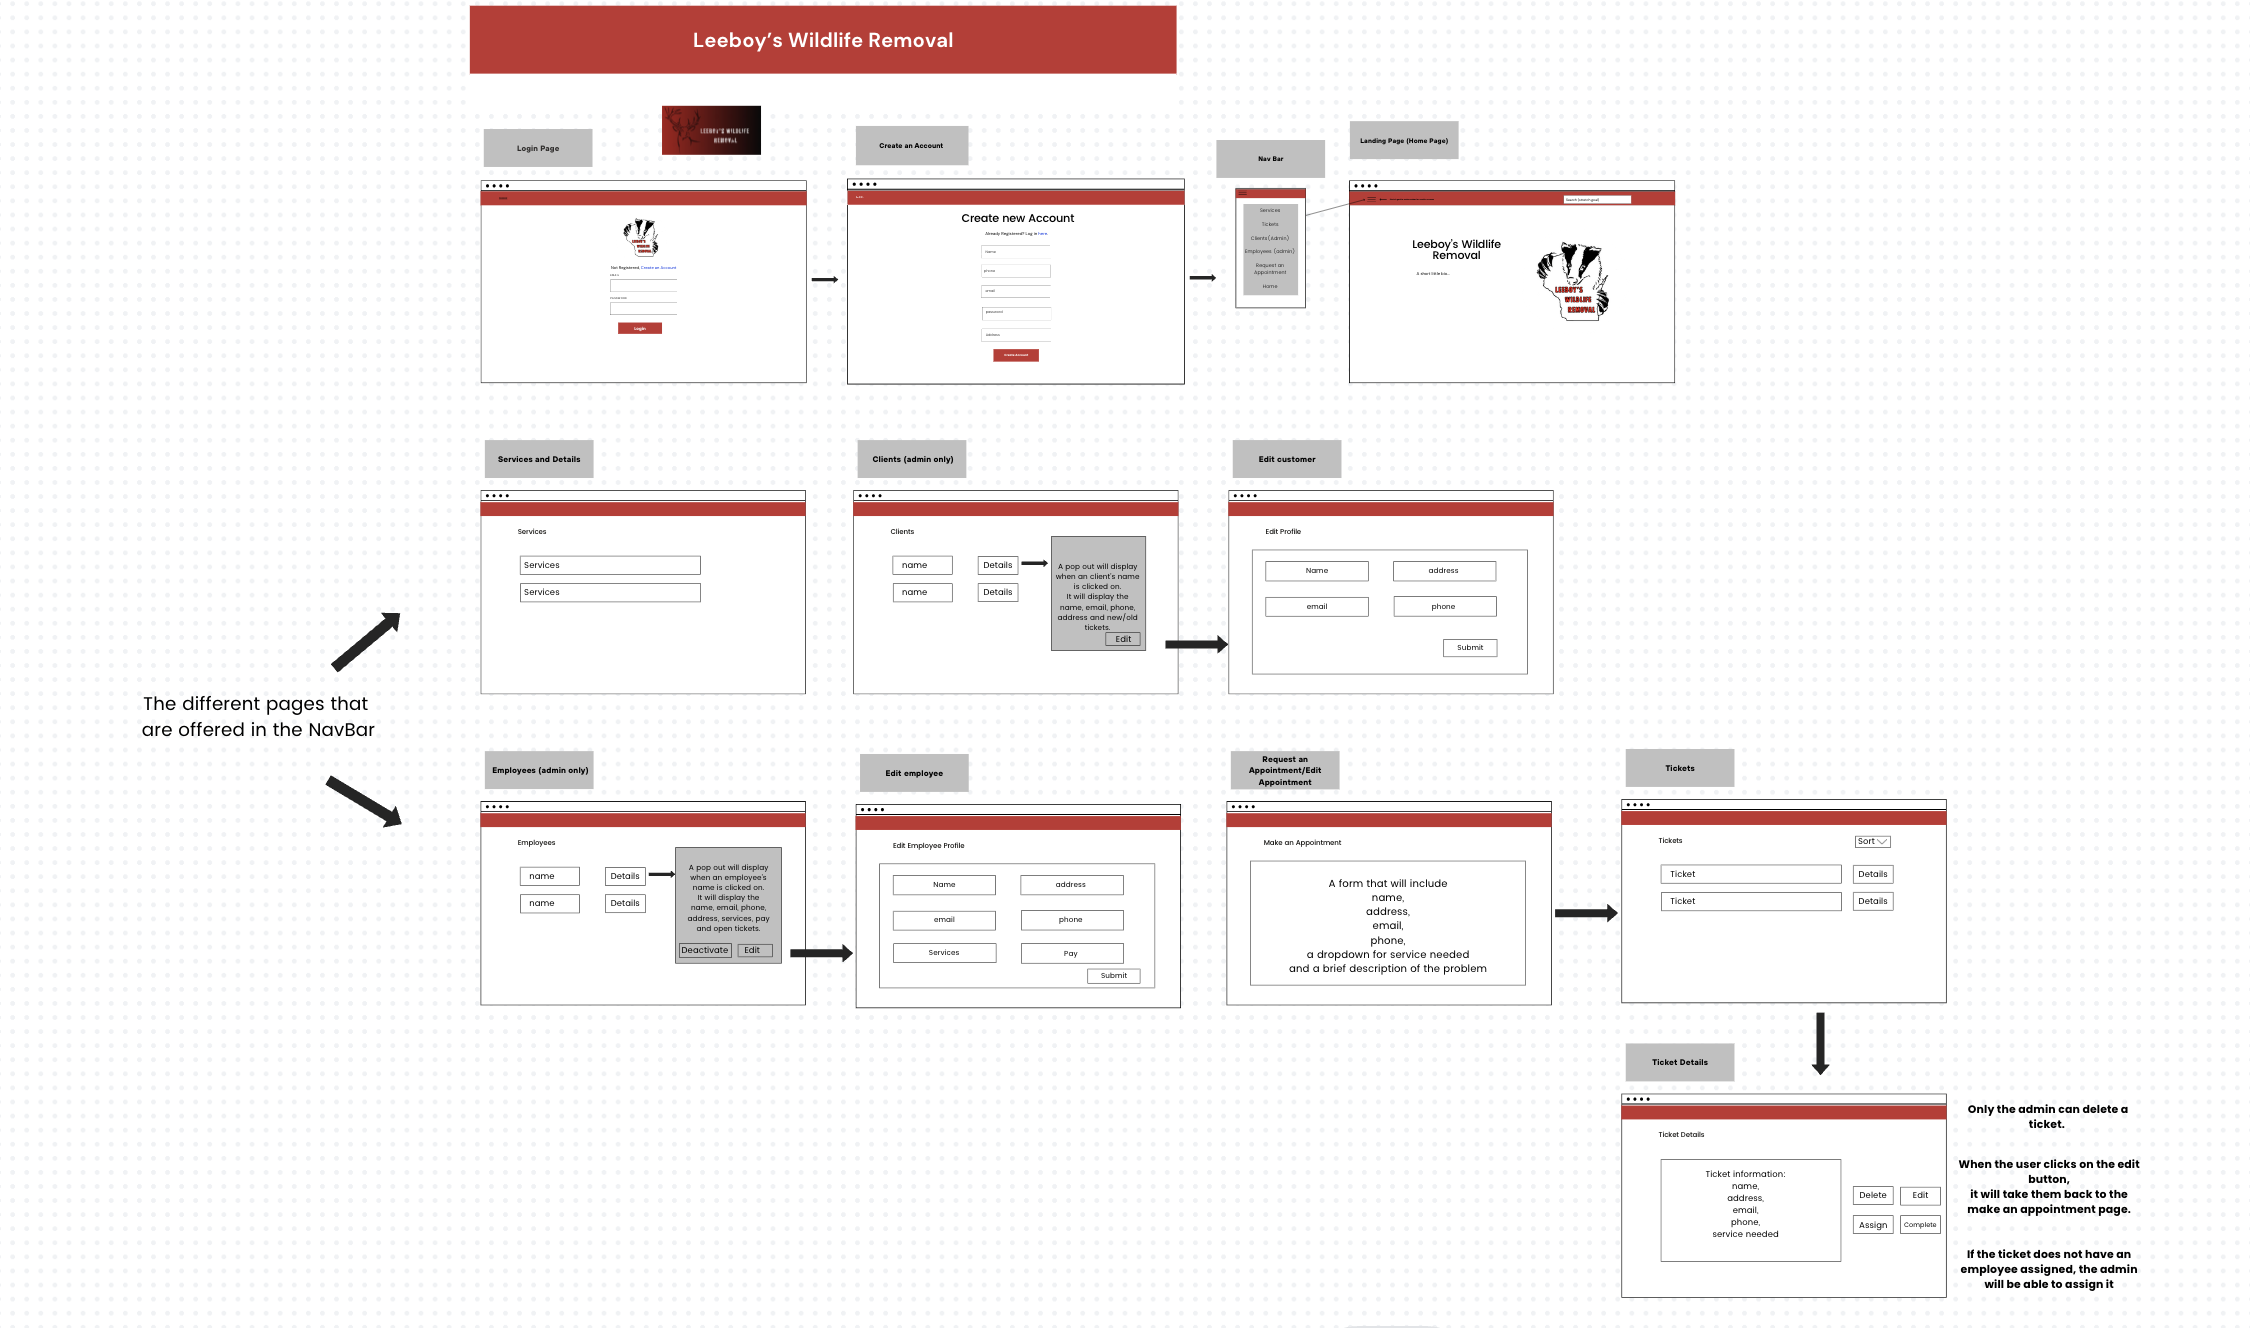 Leeboy's Wildlife Removal
LEEBOY'S WILDLIFE
REMOVAL
Login Page
Create an Account
Nav Bar
Landing Page (Home Page)
Not Registered, Create an Account
Login
LEEBOY'S
WILDLIFE
REMOVAL
Create new Account
Already Registered? Log in here.
Name
phone
email
password
Address
Create Account
Services
Tickets
Clients(Admin)
Employees (admin)
Request an
Appointment
Home
Search (stretch goal)
Leeboy's Wildlife
Removal
A short little bio...
LEEBOY'S
WILDLIFE
REMOVAL
Services and Details
Clients (admin only)
Edit customer
Services
Services
Services
Clients
name
Details
name
Details
A pop out will display
when an client's name
is clicked on.
It will display the
name, email, phone,
address and new/old
tickets.
Edit
Edit Profile
Name
address
email
phone
Submit
The different pages that
are offered in the NavBar
Employees (admin only)
Edit employee
Request an
Appointment/Edit
Appointment
Tickets
Employees
name
Details
name
Details
A pop out will display
when an employee's
name is clicked on.
It will display the
name, email, phone,
address, services, pay
and open tickets.
Deactivate
Edit
Edit Employee Profile
Name
address
email
phone
Services
Pay
Submit
Make an Appointment
A form that will include
name,
address,
email,
phone,
a dropdown for service needed
and a brief description of the problem
Tickets
Sort
Ticket
Details
Ticket
Details
Ticket Details
Ticket Details
Ticket information:
name,
address,
email,
phone,
service needed
Delete
Edit
Assign
Complete
Only the admin can delete a
ticket.
When the user clicks on the edit
button,
it will take them back to the
make an appointment page.
If the ticket does not have an
employee assigned, the admin
will be able to assign it